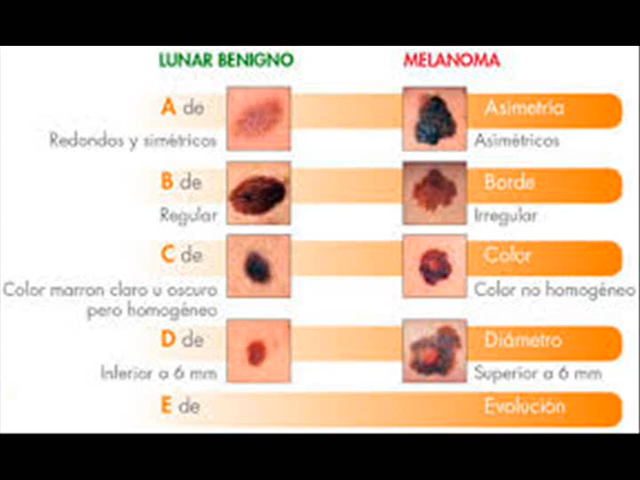 LUNAR BENIGNO MELANOMA
A de Asimetría
Redondos y simétricos Asimétricos
B de Borde
Regular Irregular
C de Color
Color marron claro u oscuro Color no homogéneo
pero homogéneo
D de Diámetro
Inferior a 6 mm Superior a 6 mm
E de Evolución